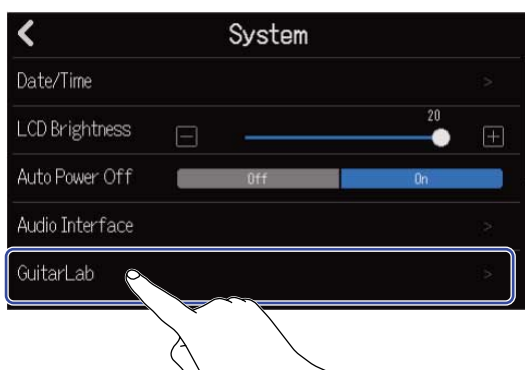 System
Date/Time
LCD Brightness 20
Auto Power Off Off On
Audio Interface
GuitarLab